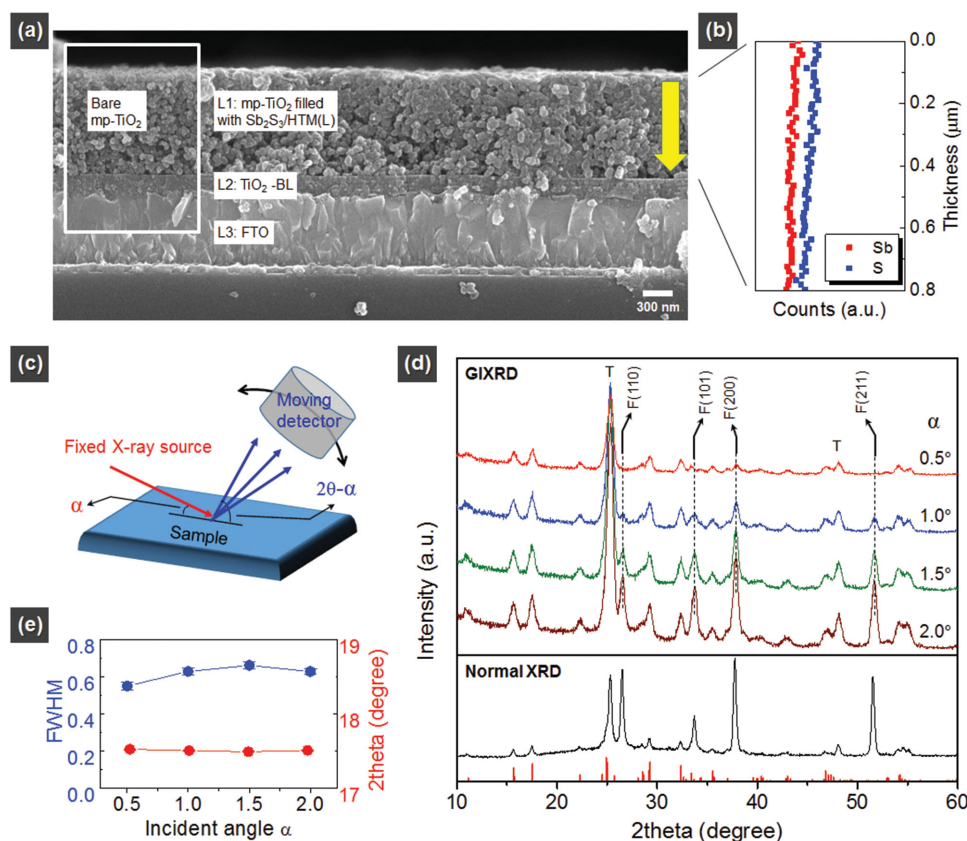 (a)
Bare
mp-TiO₂
L1: mp-TiO₂ filled
with Sb₂S₃/HTM(L)
L2: TiO₂ -BL
L3: FTO
300 nm
(b)
0.0
0.2
0.4
0.6
0.8
Thickness (μm)
Sb
S
Counts (a.u.)
(c)
Moving
detector
Fixed X-ray source
α
2θ-α
Sample
(d)
GIXRD
T
F(110)
F(101)
F(200)
F(211)
α
T
0.5°
1.0°
1.5°
2.0°
Intensity (a.u.)
Normal XRD
10
20
30
40
50
60
2theta (degree)
(e)
0.8
0.6
0.4
0.2
0.0
FWHM
19
18
17
2theta (degree)
0.5
1.0
1.5
2.0
Incident angle α